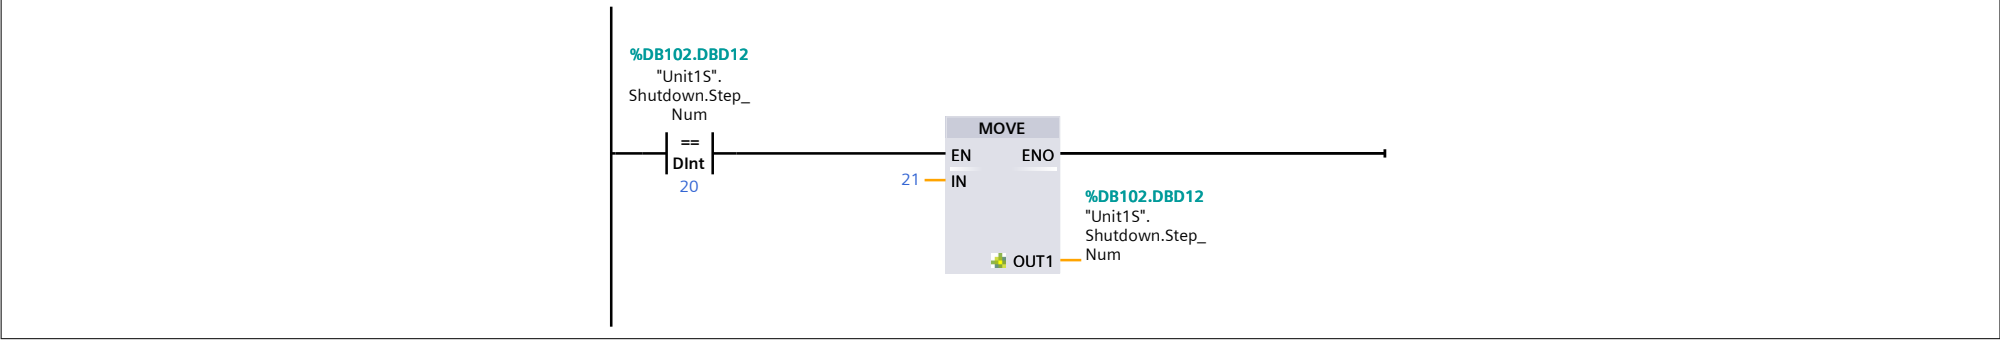 %DB102.DBD12
"Unit1S".
Shutdown.Step_
Num
==
DInt
20
MOVE
EN ENO
21 IN
%DB102.DBD12
"Unit1S".
Shutdown.Step_
Num
OUT1